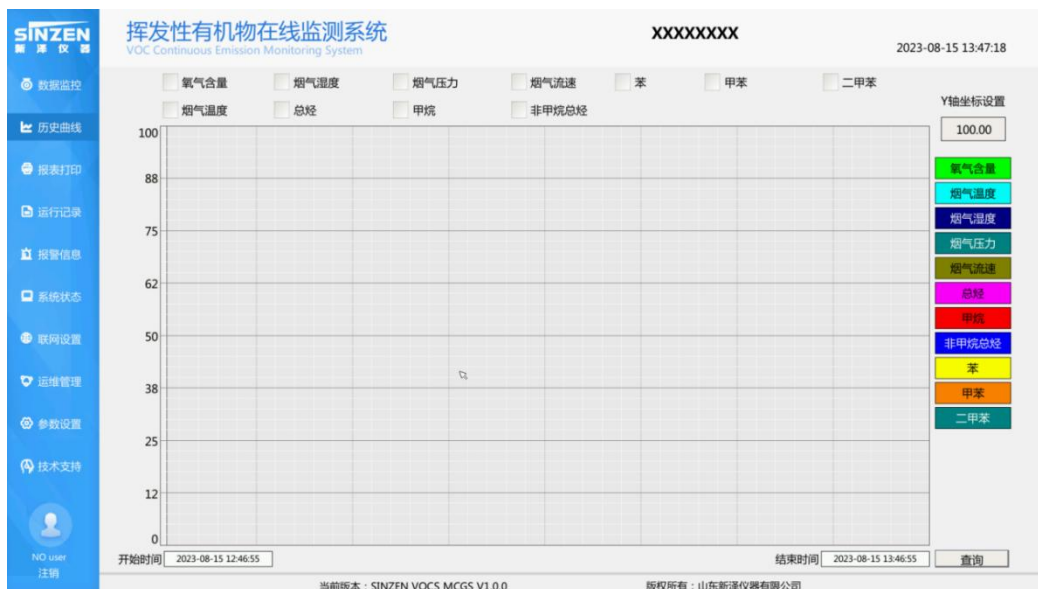 SINZEN
新泽仪器
挥发性有机物在线监测系统
VOC Continuous Emission Monitoring System
XXXXXXXX
2023-08-15 13:47:18
数据监控
历史曲线
报表打印
运行记录
报警信息
系统状态
联网设置
运维管理
参数设置
技术支持
NO user
注销
氧气含量 烟气湿度 烟气压力 烟气流速 苯 甲苯 二甲苯
烟气温度 总烃 甲烷 非甲烷总烃
Y轴坐标设置
100.00
100
88
75
62
50
38
25
12
0
氧气含量
烟气温度
烟气湿度
烟气压力
烟气流速
总烃
甲烷
非甲烷总烃
苯
甲苯
二甲苯
开始时间 2023-08-15 12:46:55 结束时间 2023-08-15 13:46:55 查询
当前版本：SINZEN VOCS MCGS V1.0.0 版权所有：山东新泽仪器有限公司